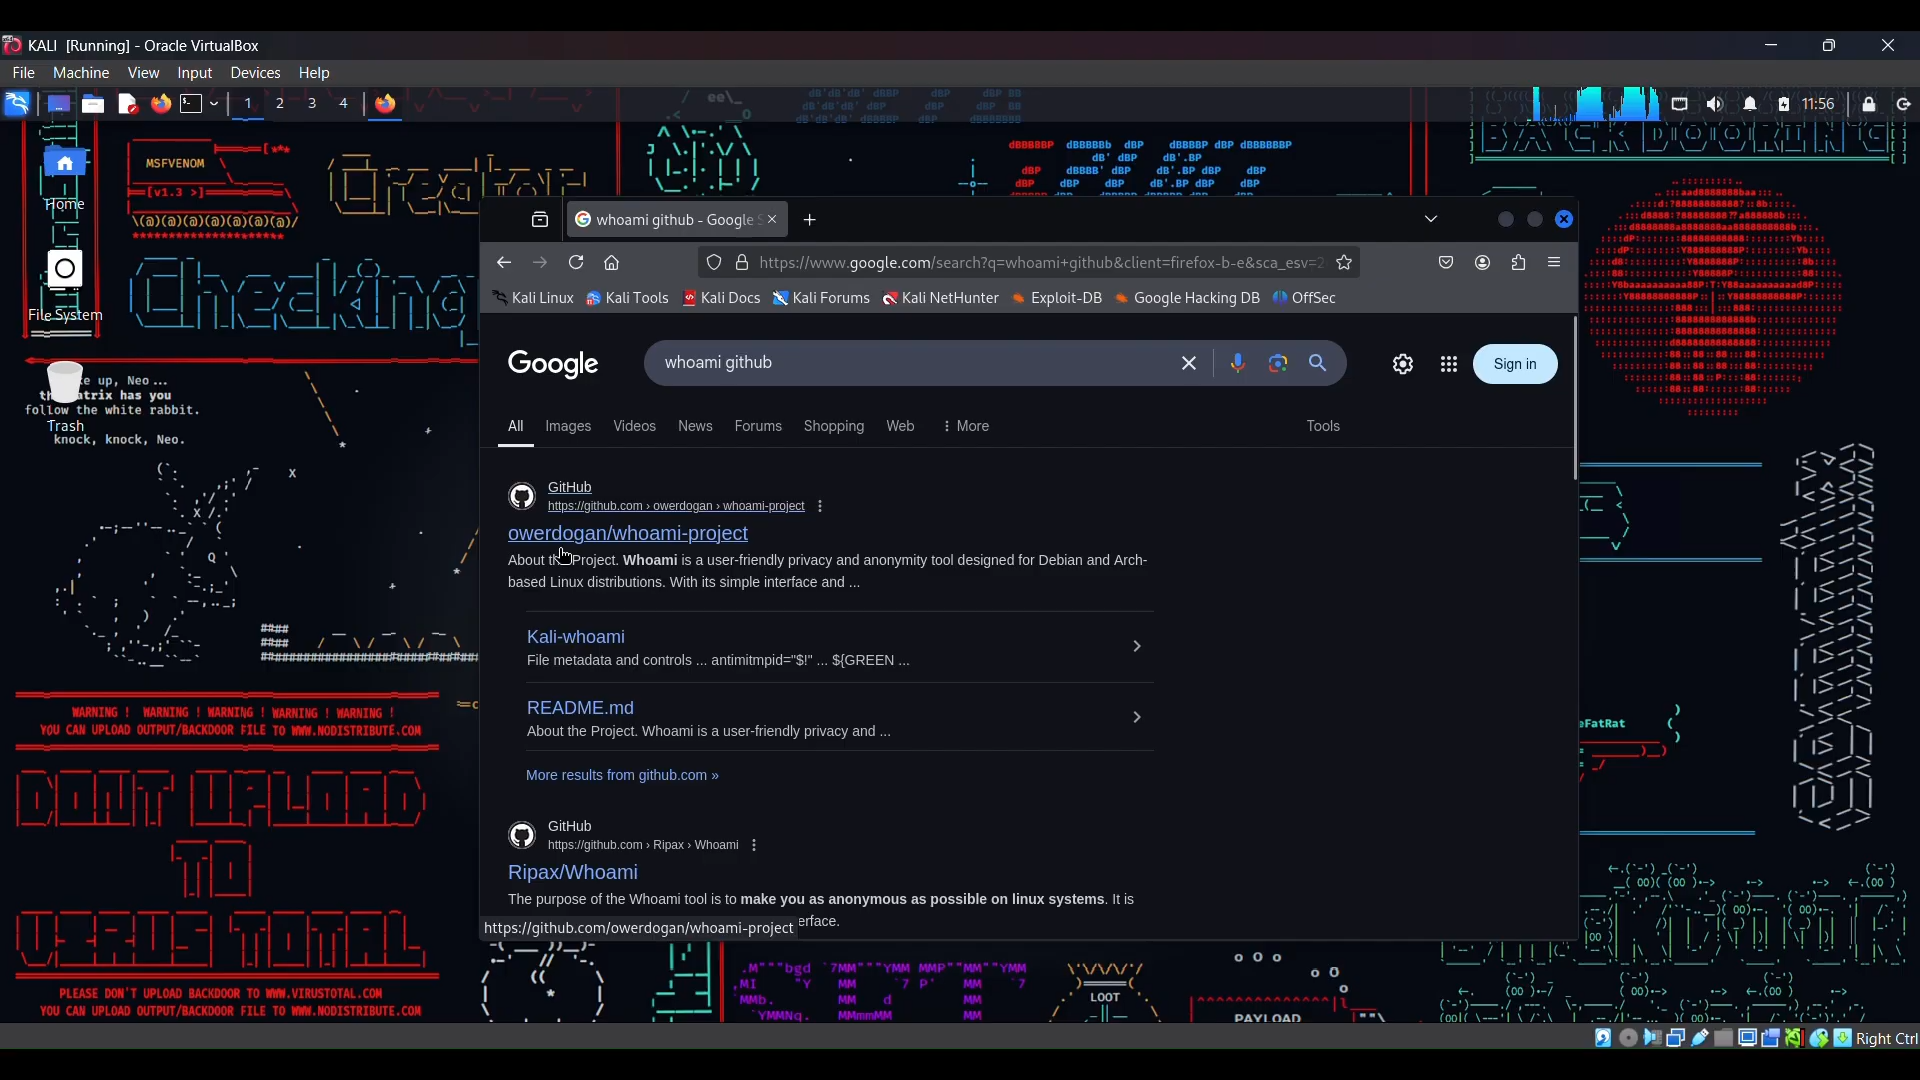 KALI [Running] - Oracle VirtualBox
File Machine View Input Devices Help
1 2 3 4
11:56
MSFVENOM
[v1.3 >]
Checking
Home
File System
Trash
the matrix has you
follow the white rabbit.
knock, knock, Neo.
whoami github - Google S
https://www.google.com/search?q=whoami+github&client=firefox-b-e&sca_esv=2
Kali Linux Kali Tools Kali Docs Kali Forums Kali NetHunter Exploit-DB Google Hacking DB OffSec
Google
whoami github
Sign in
All Images Videos News Forums Shopping Web More Tools
GitHub
https://github.com › owerdogan › whoami-project
owerdogan/whoami-project
About the Project. Whoami is a user-friendly privacy and anonymity tool designed for Debian and Arch-
based Linux distributions. With its simple interface and ...
Kali-whoami
File metadata and controls ... antimitmpid="$!" ... ${GREEN ...
README.md
About the Project. Whoami is a user-friendly privacy and ...
More results from github.com »
GitHub
https://github.com › Ripax › Whoami
Ripax/Whoami
The purpose of the Whoami tool is to make you as anonymous as possible on linux systems. It is
erface.
https://github.com/owerdogan/whoami-project
WARNING ! WARNING ! WARNING ! WARNING ! WARNING !
YOU CAN UPLOAD OUTPUT/BACKDOOR FILE TO WWW.NODISTRIBUTE.COM
DONT UPLOAD
TO
VIRUS TOTAL
PLEASE DON'T UPLOAD BACKDOOR TO WWW.VIRUSTOTAL.COM
YOU CAN UPLOAD OUTPUT/BACKDOOR FILE TO WWW.NODISTRIBUTE.COM
eFatRat
LOOT
PAYLOAD
Right Ctrl